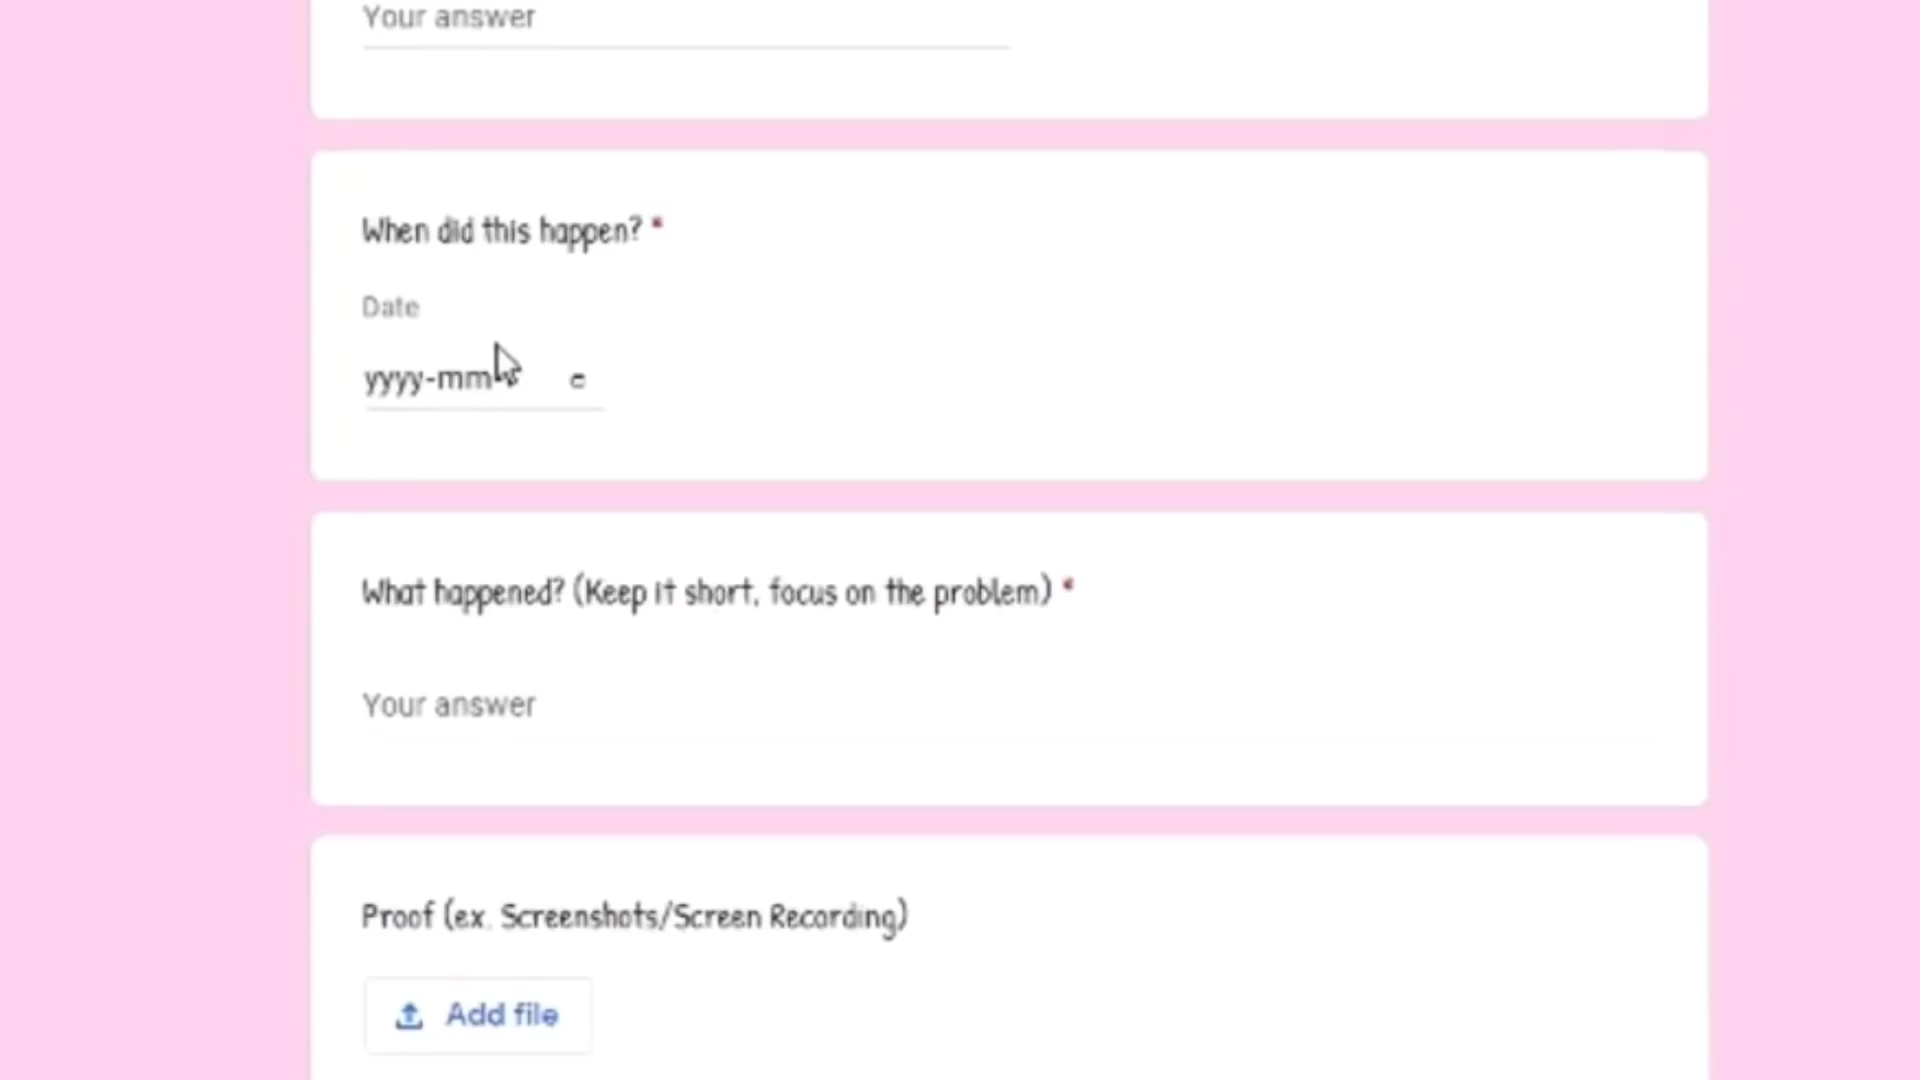 Your answer
When did this happen? *
Date
yyyy-mm
What happened? (Keep it short, focus on the problem) *
Your answer
Proof (ex. Screenshots/Screen Recording)
Add file